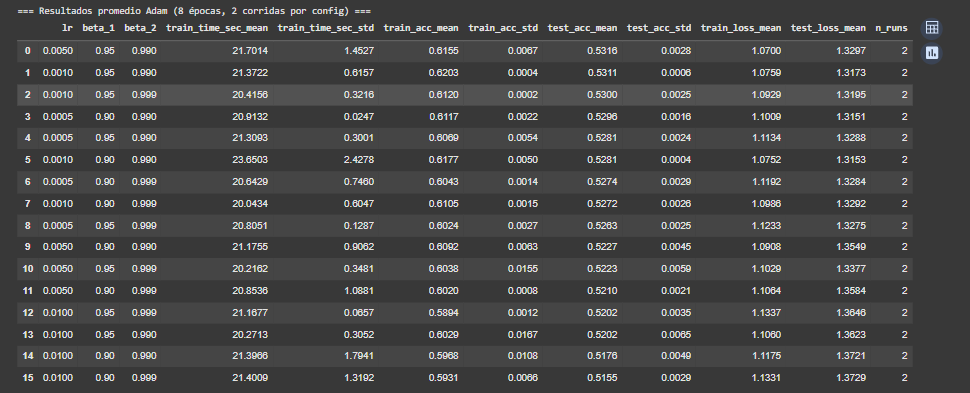 === Resultados promedio Adam (8 épocas, 2 corridas por config) ===
lr beta_1 beta_2 train_time_sec_mean train_time_sec_std train_acc_mean train_acc_std test_acc_mean test_acc_std train_loss_mean test_loss_mean n_runs
0 0.0050 0.95 0.990 21.7014 1.4527 0.6155 0.0067 0.5316 0.0028 1.0700 1.3297 2
1 0.0010 0.95 0.990 21.3722 0.6157 0.6203 0.0004 0.5311 0.0006 1.0759 1.3173 2
2 0.0010 0.95 0.999 20.4156 0.3216 0.6120 0.0002 0.5300 0.0025 1.0929 1.3195 2
3 0.0005 0.90 0.990 20.9132 0.0247 0.6117 0.0022 0.5296 0.0016 1.1009 1.3151 2
4 0.0005 0.95 0.990 21.3093 0.3001 0.6069 0.0054 0.5281 0.0024 1.1134 1.3288 2
5 0.0010 0.90 0.990 23.6503 2.4278 0.6177 0.0050 0.5281 0.0004 1.0752 1.3153 2
6 0.0005 0.90 0.999 20.6429 0.7460 0.6043 0.0014 0.5274 0.0029 1.1192 1.3284 2
7 0.0010 0.90 0.999 20.0434 0.6047 0.6105 0.0015 0.5272 0.0026 1.0986 1.3292 2
8 0.0005 0.95 0.999 20.8051 0.1287 0.6024 0.0027 0.5263 0.0025 1.1233 1.3275 2
9 0.0050 0.90 0.990 21.1755 0.9062 0.6092 0.0063 0.5227 0.0045 1.0908 1.3549 2
10 0.0050 0.95 0.999 20.2162 0.3481 0.6038 0.0155 0.5223 0.0059 1.1029 1.3377 2
11 0.0050 0.90 0.999 20.8536 1.0881 0.6020 0.0008 0.5210 0.0021 1.1064 1.3584 2
12 0.0100 0.95 0.999 21.1677 0.0657 0.5894 0.0012 0.5202 0.0035 1.1337 1.3646 2
13 0.0100 0.95 0.990 20.2713 0.3052 0.6029 0.0167 0.5202 0.0065 1.1060 1.3623 2
14 0.0100 0.90 0.990 21.3966 1.7941 0.5968 0.0108 0.5176 0.0049 1.1175 1.3721 2
15 0.0100 0.90 0.999 21.4009 1.3192 0.5931 0.0066 0.5155 0.0029 1.1331 1.3729 2